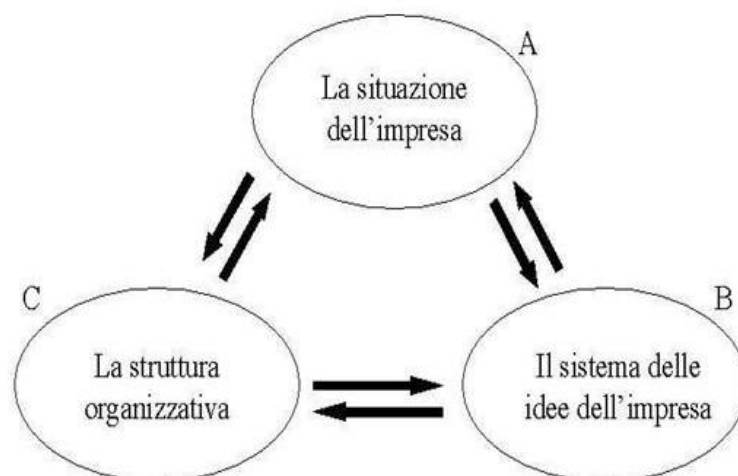 A
La situazione
dell'impresa
C
B
La struttura
organizzativa
Il sistema delle
idee dell'impresa